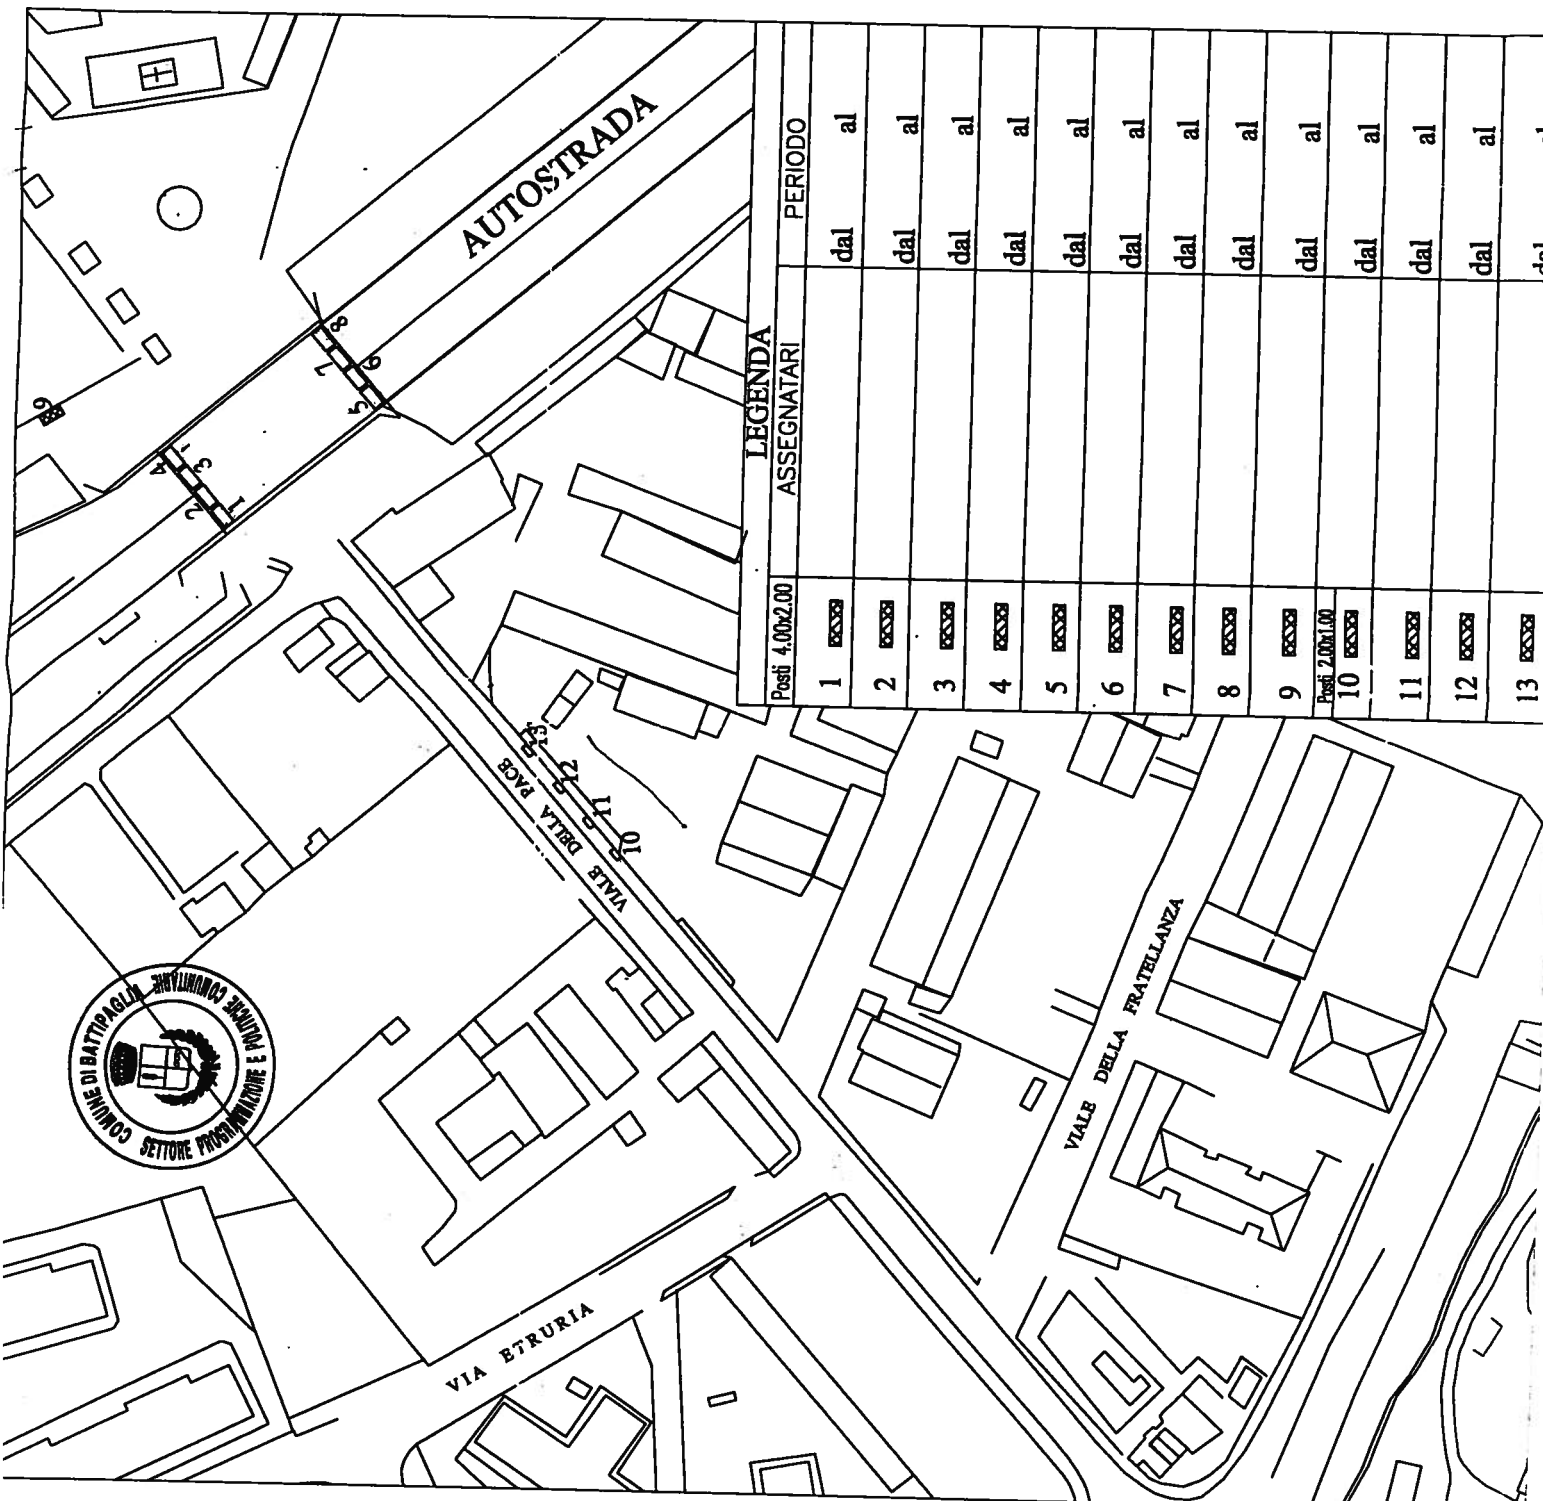 AUTOSTRADA
4
3
2
1
9
8
7
6
5
VIALE DELLA PACE
13
12
11
10
VIALE DELLA FRATELLANZA
VIA ETRURIA
COMUNE DI BATTIPAGLIA
SETTORE PROGRAMMAZIONE E POLITICHE COMUNITARIE
LEGENDA
Posti 4.00x2.00 ASSEGNATARI PERIODO
1 dal al
2 dal al
3 dal al
4 dal al
5 dal al
6 dal al
7 dal al
8 dal al
9 dal al
Posti 2.00x1.00
10 dal al
11 dal al
12 dal al
13